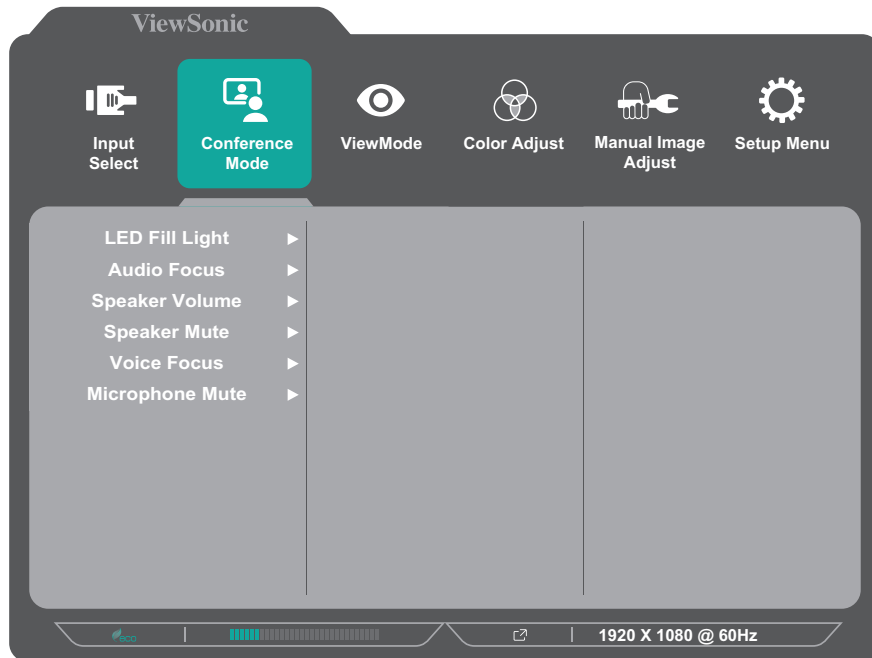 ViewSonic
Input Select
Conference Mode
ViewMode
Color Adjust
Manual Image Adjust
Setup Menu
LED Fill Light
Audio Focus
Speaker Volume
Speaker Mute
Voice Focus
Microphone Mute
eco
1920 X 1080 @ 60Hz